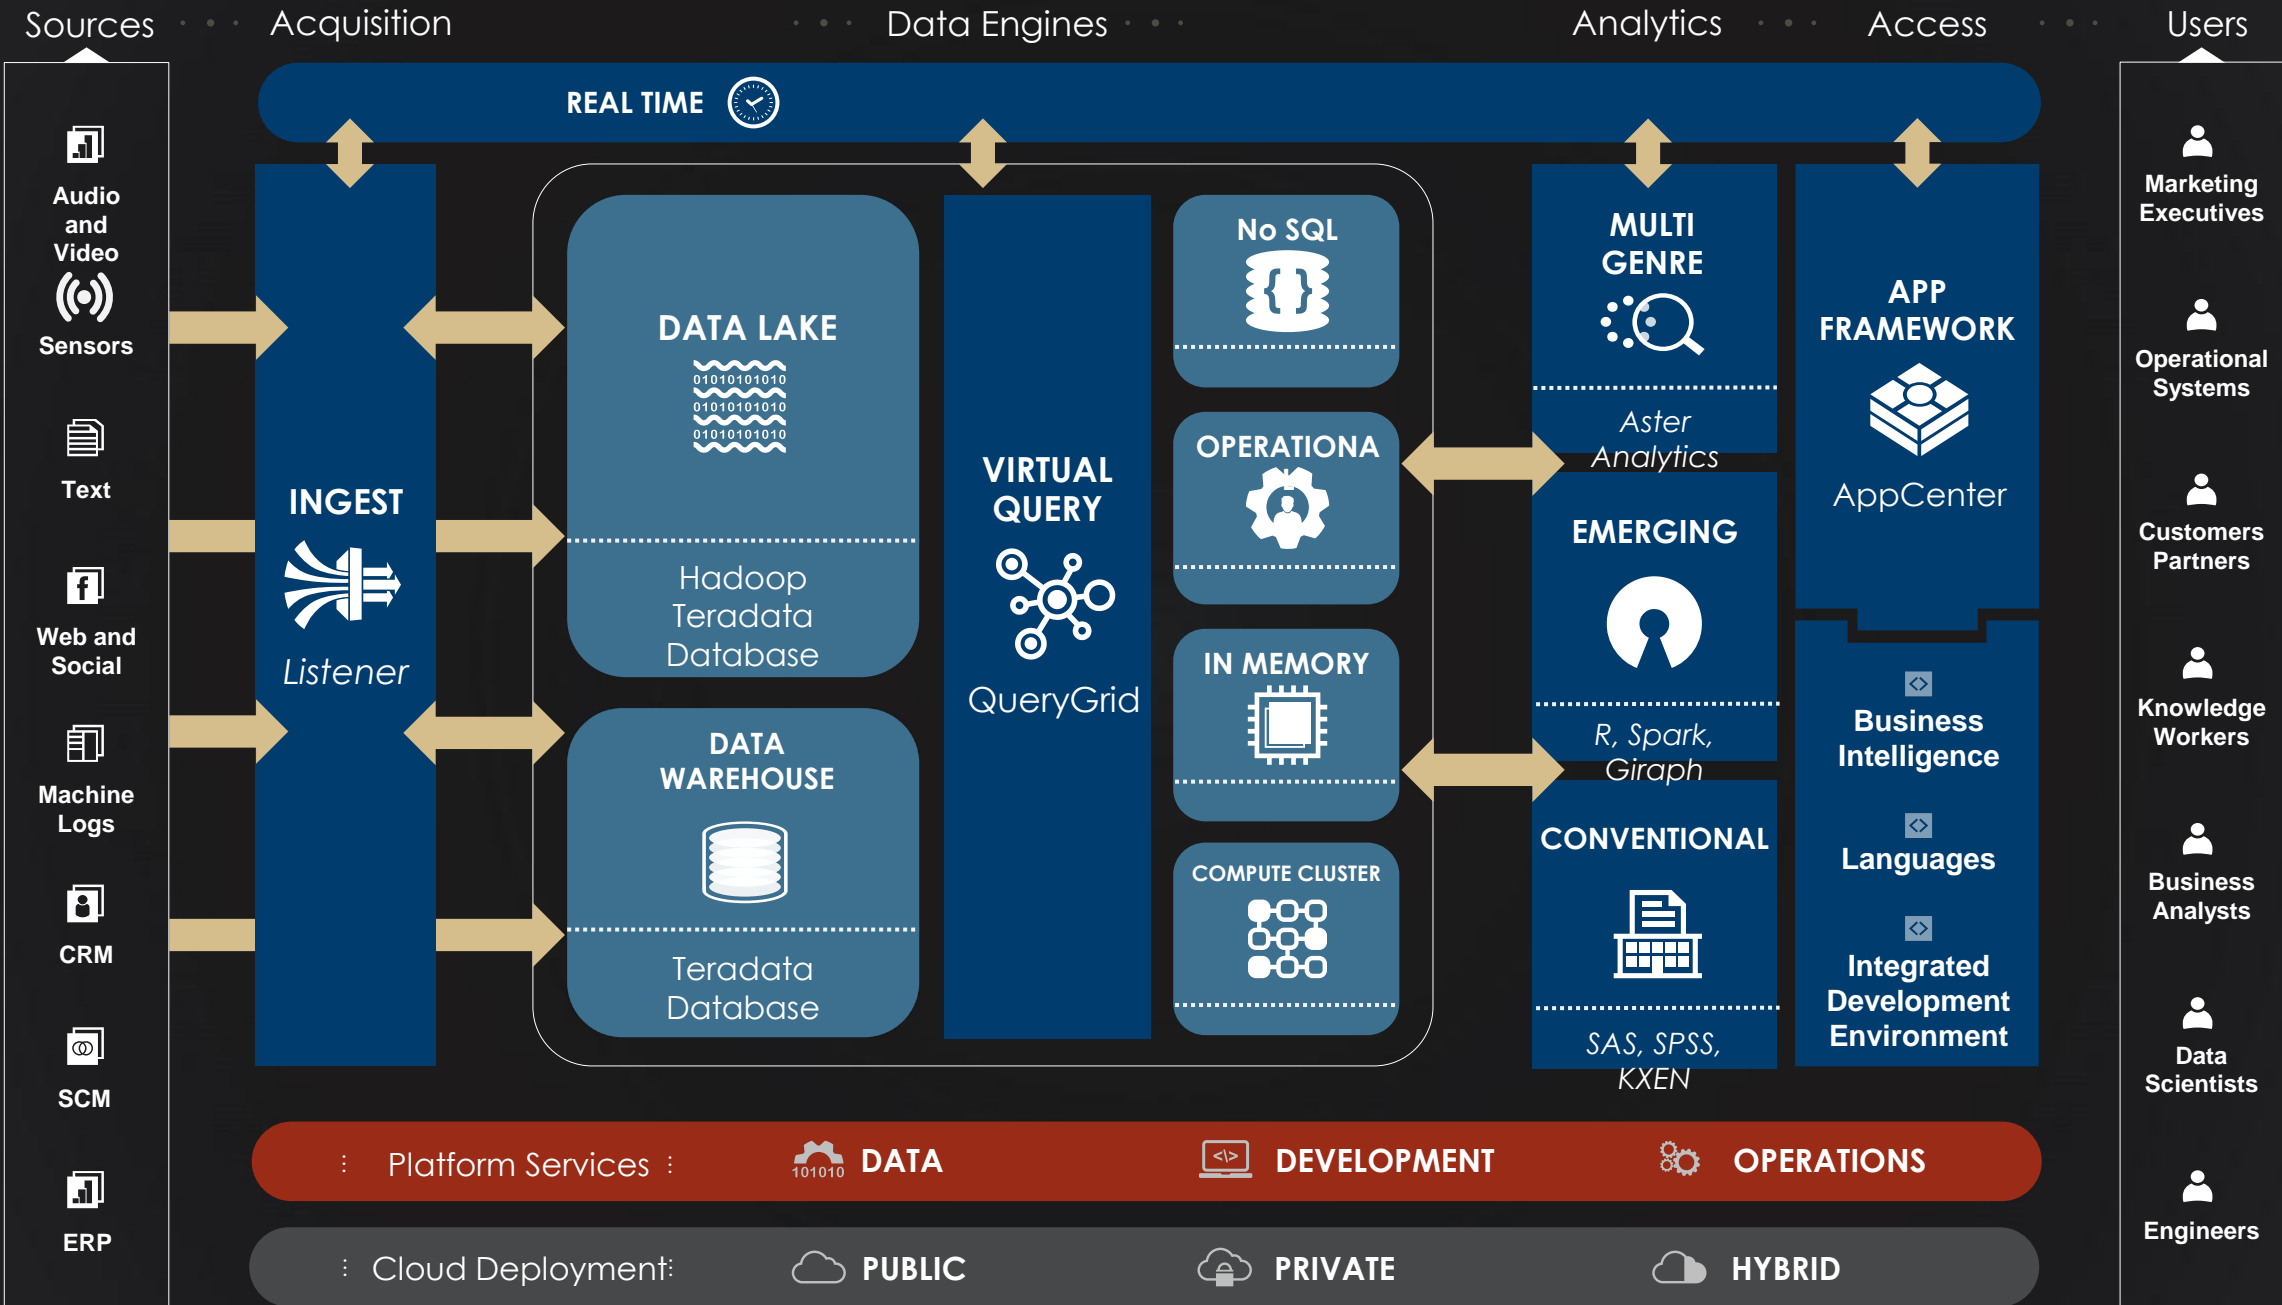 Sources
Acquisition
Data Engines
Analytics
Access
Users
REAL TIME
Audio
and
Video
Sensors
Text
Web and
Social
Machine
Logs
CRM
SCM
ERP
INGEST
Listener
DATA LAKE
01010101010
01010101010
01010101010
Hadoop
Teradata
Database
DATA
WAREHOUSE
Teradata
Database
VIRTUAL
QUERY
QueryGrid
No SQL
{ }
OPERATIONA
IN MEMORY
COMPUTE CLUSTER
MULTI
GENRE
Aster
Analytics
EMERGING
R, Spark,
Giraph
CONVENTIONAL
SAS, SPSS,
KXEN
APP
FRAMEWORK
AppCenter
<>
Business
Intelligence
<>
Languages
<>
Integrated
Development
Environment
Marketing
Executives
Operational
Systems
Customers
Partners
Knowledge
Workers
Business
Analysts
Data
Scientists
Engineers
Platform Services
101010
DATA
<\>
DEVELOPMENT
OPERATIONS
Cloud Deployment
PUBLIC
PRIVATE
HYBRID